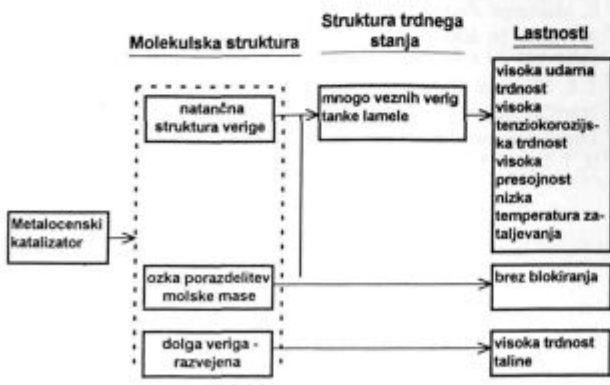 Molekulska struktura
Struktura trdnega
stanja
Lastnosti
Metalocenski
katalizator
natančna
strukture verige
mnogo veznih verig
tanke lamele
visoka udarna
trdnost
visoka
tenziokorozijs-
ka trdnost
visoka
presojnost
nizka
temperatura za-
taljevanja
ozka porazdelitev
molske mase
brez blokiranja
dolga veriga -
razvejena
visoka trdnost
taline